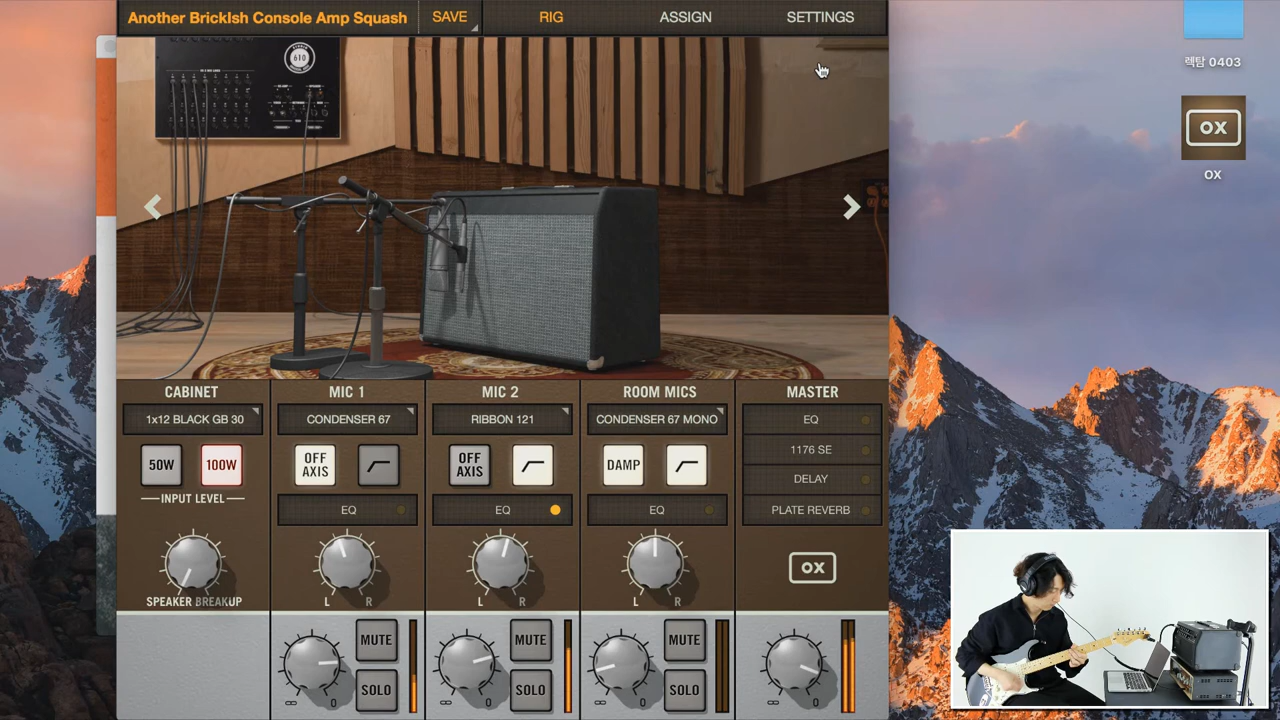 Another BrickIsh Console Amp Squash
SAVE
RIG
ASSIGN
SETTINGS
610
렉탐 0403
OX
OX
CABINET
MIC 1
MIC 2
ROOM MICS
MASTER
1x12 BLACK GB 30
CONDENSER 67
RIBBON 121
CONDENSER 67 MONO
EQ
50W
100W
OFF
AXIS
OFF
AXIS
DAMP
1176 SE
DELAY
INPUT LEVEL
EQ
EQ
EQ
PLATE REVERB
OX
SPEAKER BREAKUP
L R
L R
L R
MUTE
MUTE
MUTE
SOLO
SOLO
SOLO
∞ 0
∞ 0
∞ 0
∞ 0